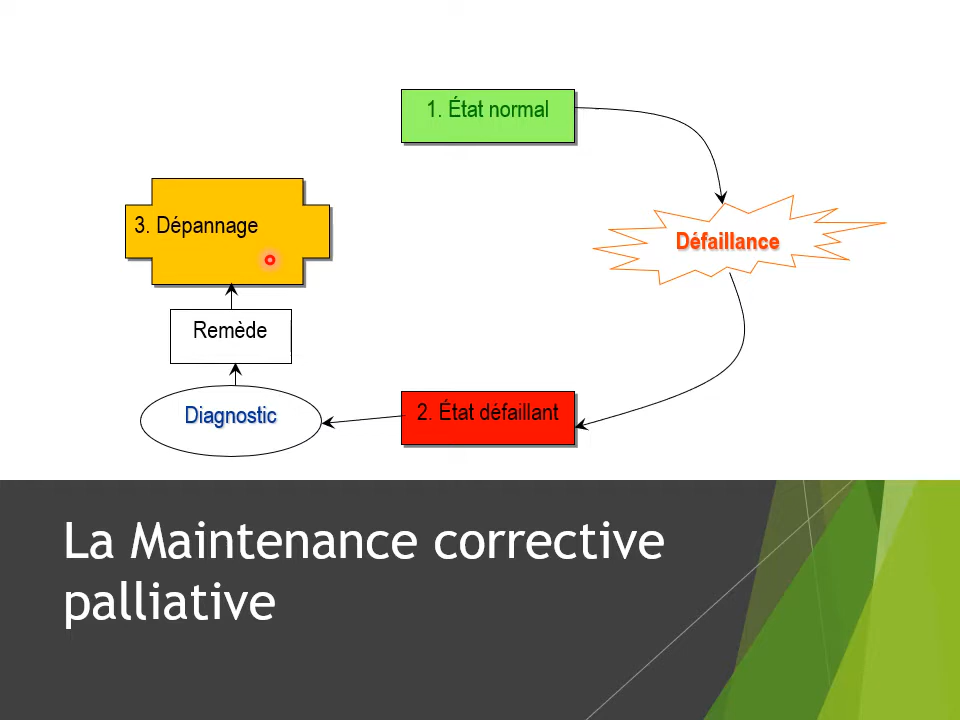 1. État normal
3. Dépannage
Défaillance
Remède
Diagnostic
2. État défaillant
La Maintenance corrective
palliative